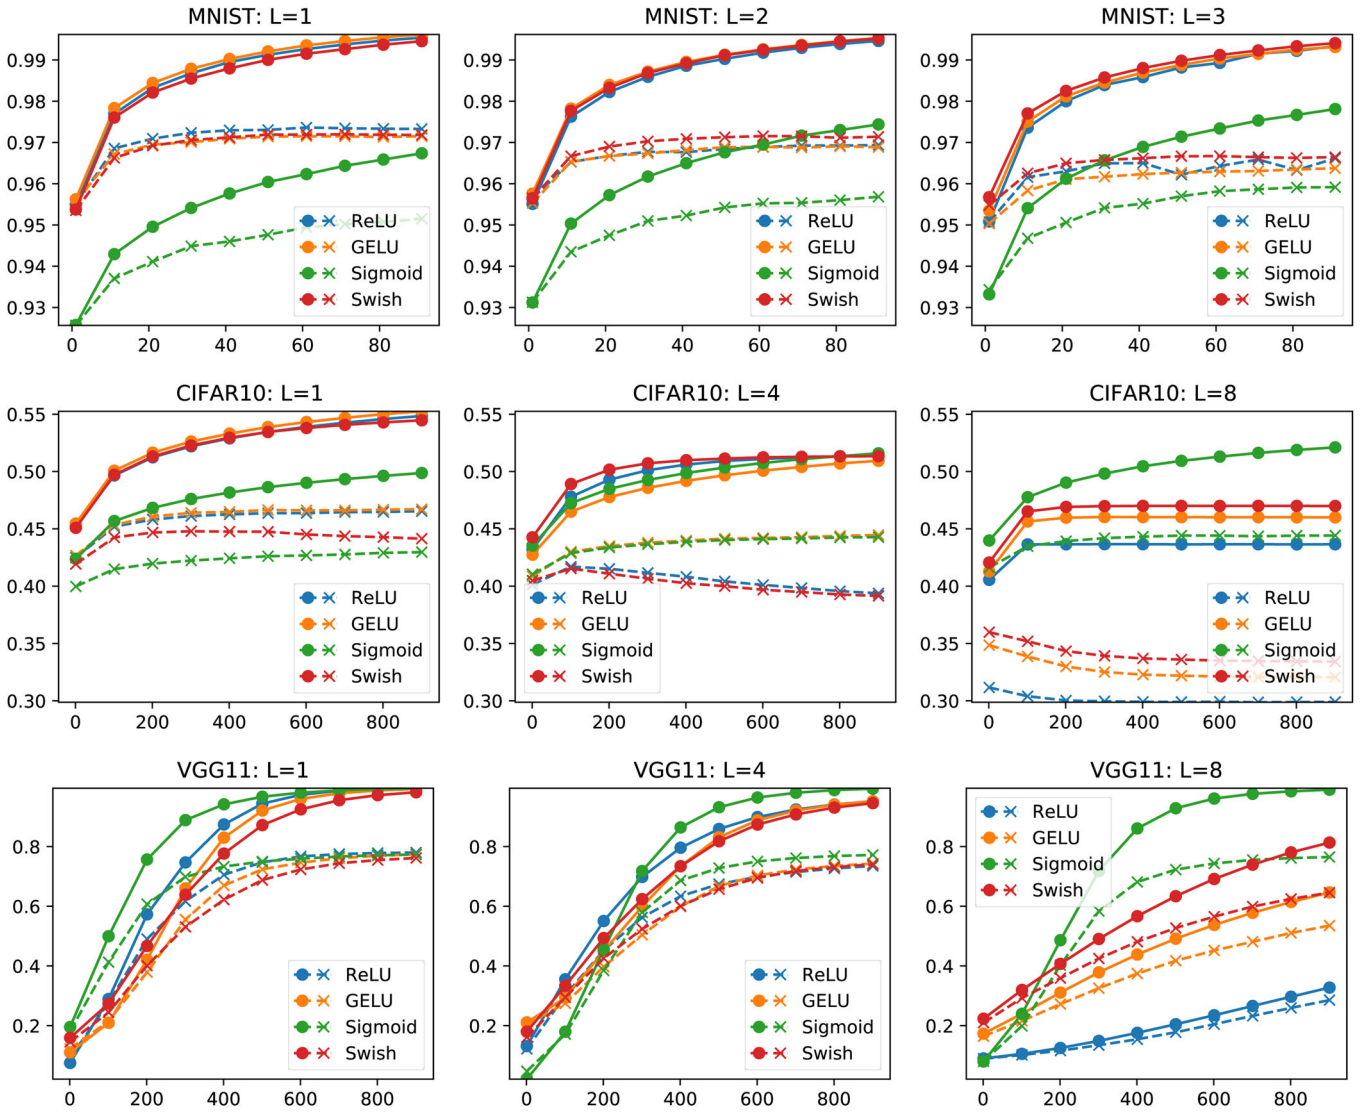 MNIST: L=1
0.99
0.98
0.97
0.96
0.95
0.94
0.93
ReLU
GELU
Sigmoid
Swish
0 20 40 60 80
MNIST: L=2
0.99
0.98
0.97
0.96
0.95
0.94
0.93
ReLU
GELU
Sigmoid
Swish
0 20 40 60 80
MNIST: L=3
0.99
0.98
0.97
0.96
0.95
0.94
0.93
ReLU
GELU
Sigmoid
Swish
0 20 40 60 80
CIFAR10: L=1
0.55
0.50
0.45
0.40
0.35
0.30
ReLU
GELU
Sigmoid
Swish
0 200 400 600 800
CIFAR10: L=4
0.55
0.50
0.45
0.40
0.35
0.30
ReLU
GELU
Sigmoid
Swish
0 200 400 600 800
CIFAR10: L=8
0.55
0.50
0.45
0.40
0.35
0.30
ReLU
GELU
Sigmoid
Swish
0 200 400 600 800
VGG11: L=1
0.8
0.6
0.4
0.2
ReLU
GELU
Sigmoid
Swish
0 200 400 600 800
VGG11: L=4
0.8
0.6
0.4
0.2
ReLU
GELU
Sigmoid
Swish
0 200 400 600 800
VGG11: L=8
0.8
0.6
0.4
0.2
ReLU
GELU
Sigmoid
Swish
0 200 400 600 800